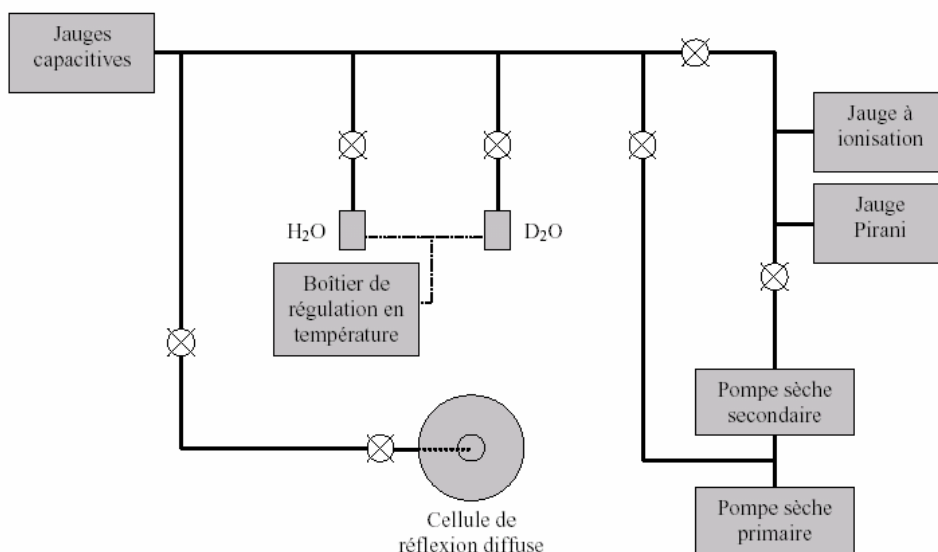 Jauges
capacitives
Jauge à
ionisation
Jauge
Pirani
H₂O
D₂O
Boîtier de
régulation en
température
Pompe sèche
secondaire
Cellule de
réflexion diffuse
Pompe sèche
primaire